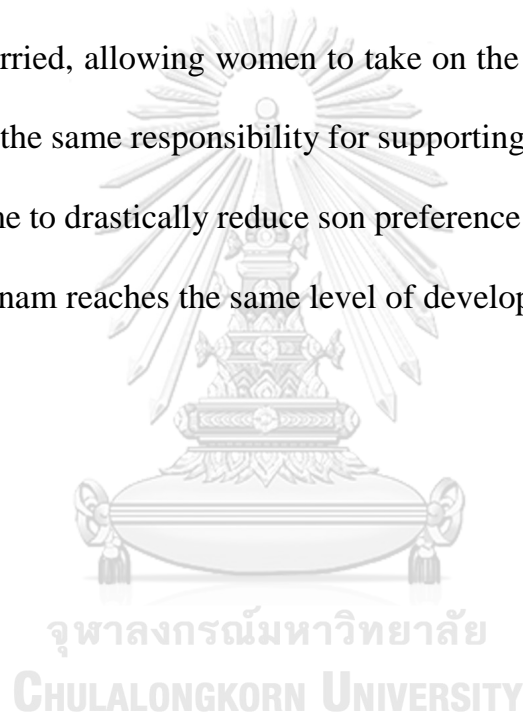 rried, allowing women to take on the
the same responsibility for supporting
ne to drastically reduce son preference
nam reaches the same level of develop
จุฬาลงกรณ์มหาวิทยาลัย
CHULALONGKORN UNIVERSITY